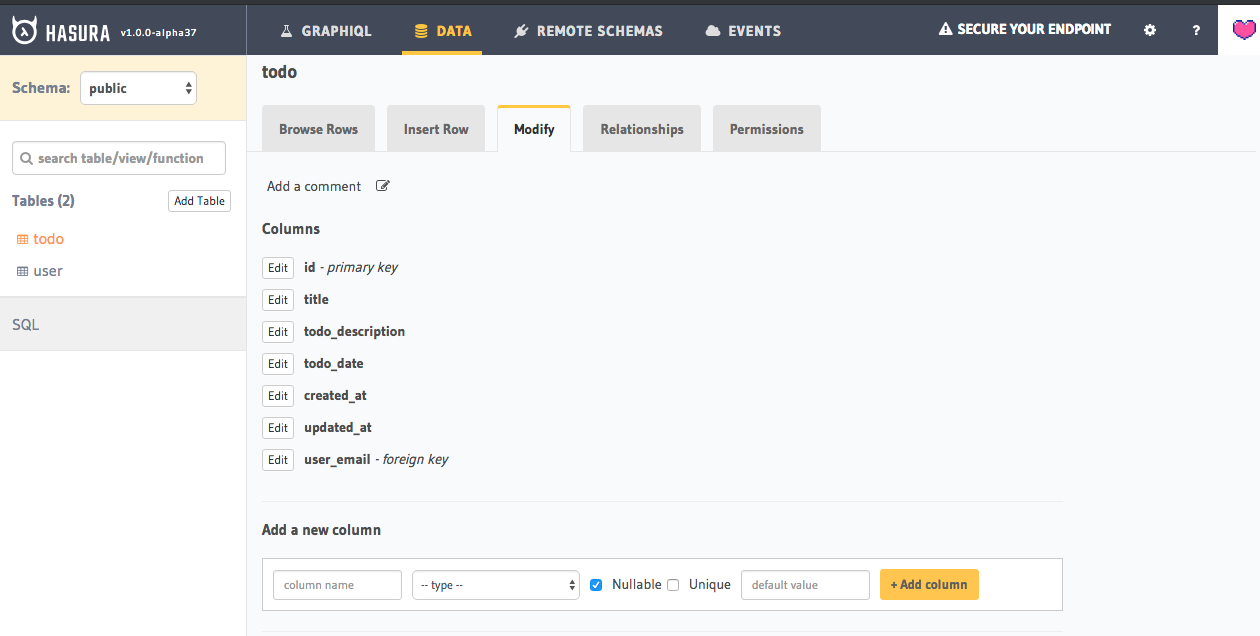 HASURA v1.0.0-alpha37 GRAPHIQL DATA REMOTE SCHEMAS EVENTS SECURE YOUR ENDPOINT ?
Schema: public
search table/view/function
Tables (2) Add Table
todo
user
SQL
todo
Browse Rows Insert Row Modify Relationships Permissions
Add a comment
Columns
Edit id - primary key
Edit title
Edit todo_description
Edit todo_date
Edit created_at
Edit updated_at
Edit user_email - foreign key
Add a new column
column name -- type -- Nullable Unique default value + Add column